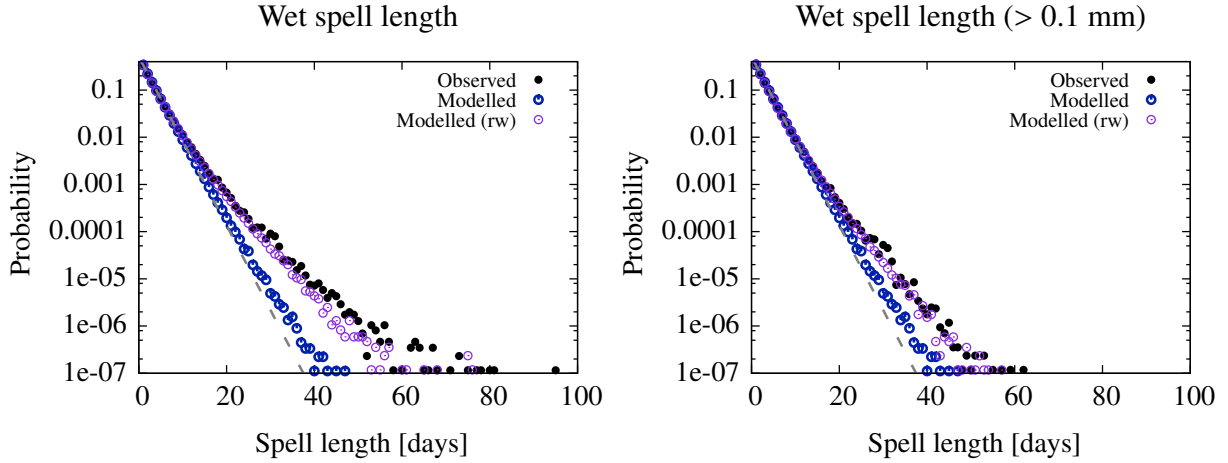 Wet spell length
Observed
Modelled
Modelled (rw)
0.1
0.01
0.001
0.0001
1e-05
1e-06
1e-07
Probability
0 20 40 60 80 100
Spell length [days]
Wet spell length (> 0.1 mm)
Observed
Modelled
Modelled (rw)
0.1
0.01
0.001
0.0001
1e-05
1e-06
1e-07
Probability
0 20 40 60 80 100
Spell length [days]